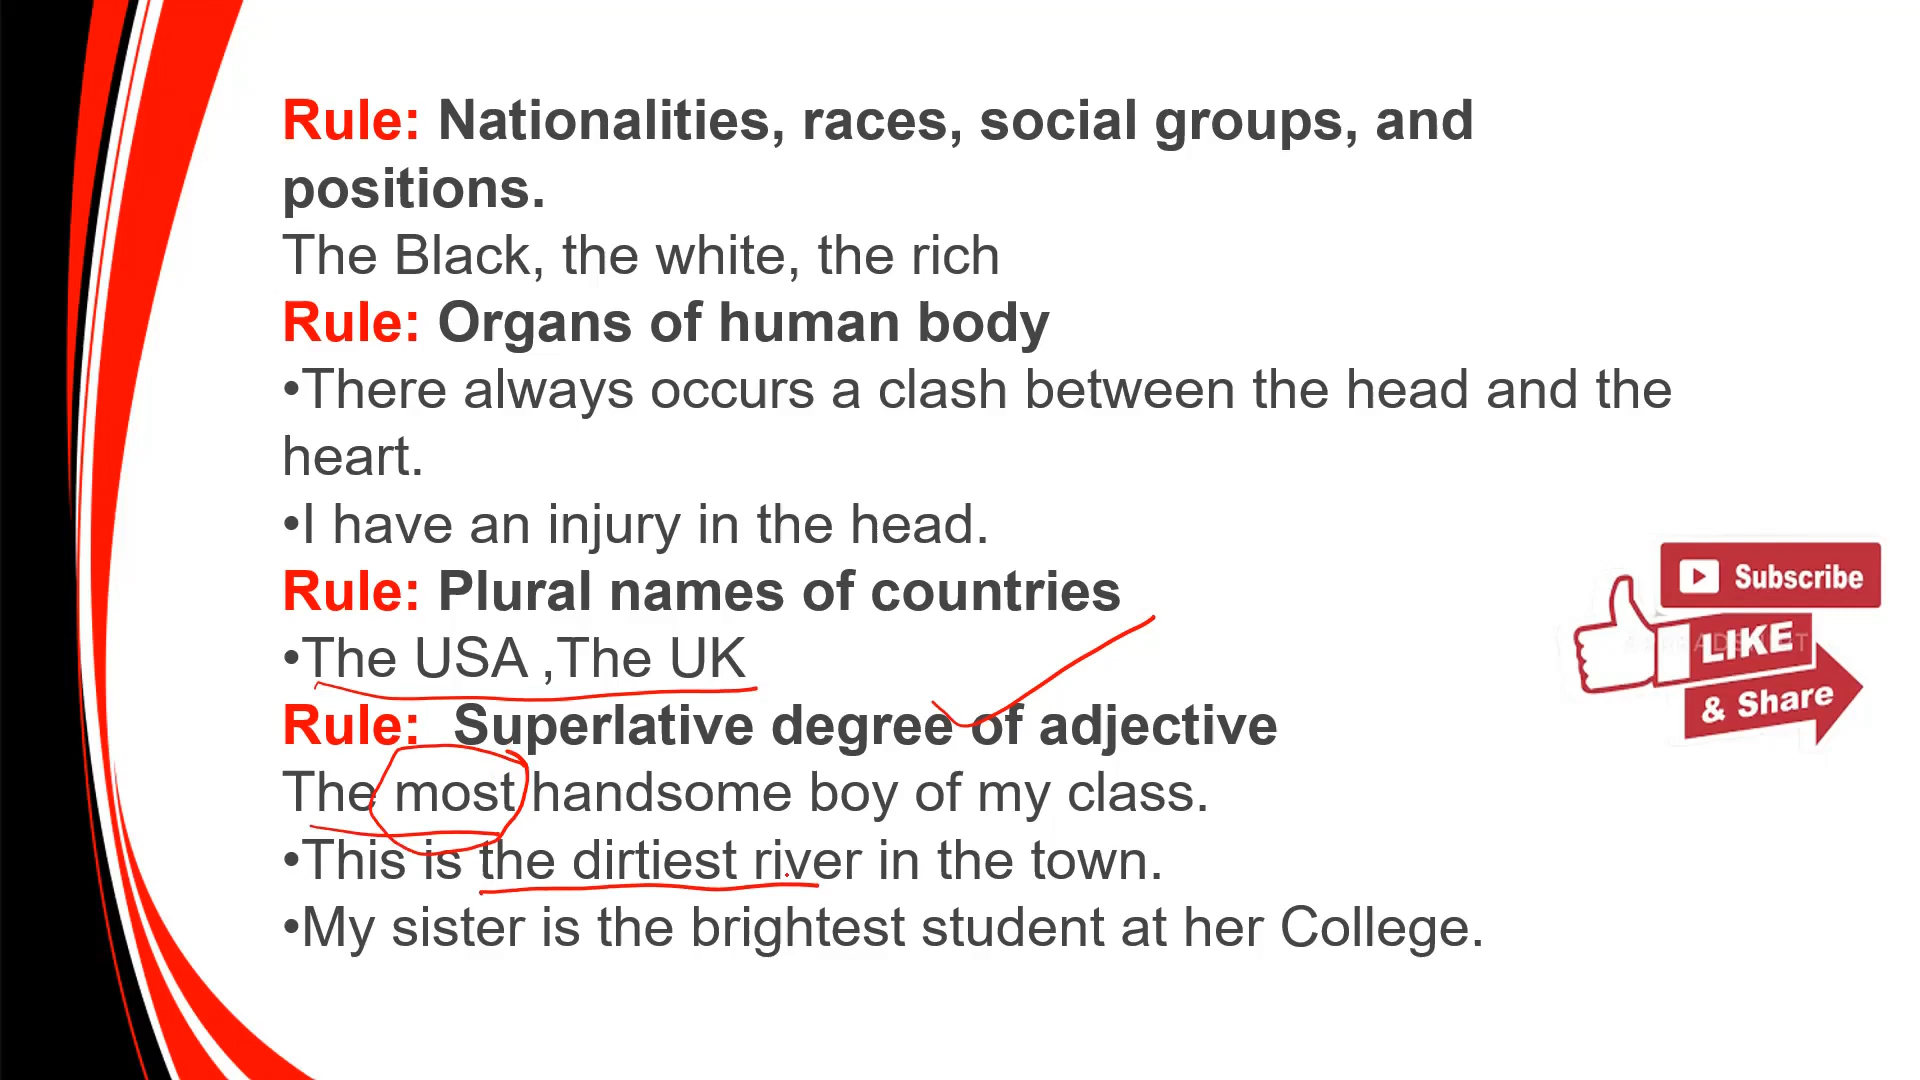 Rule: Nationalities, races, social groups, and
positions.
The Black, the white, the rich
Rule: Organs of human body
•There always occurs a clash between the head and the
heart.
•I have an injury in the head.
Rule: Plural names of countries
•The USA ,The UK
Rule: Superlative degree of adjective
The most handsome boy of my class.
•This is the dirtiest river in the town.
•My sister is the brightest student at her College.
Subscribe
LIKE
& Share